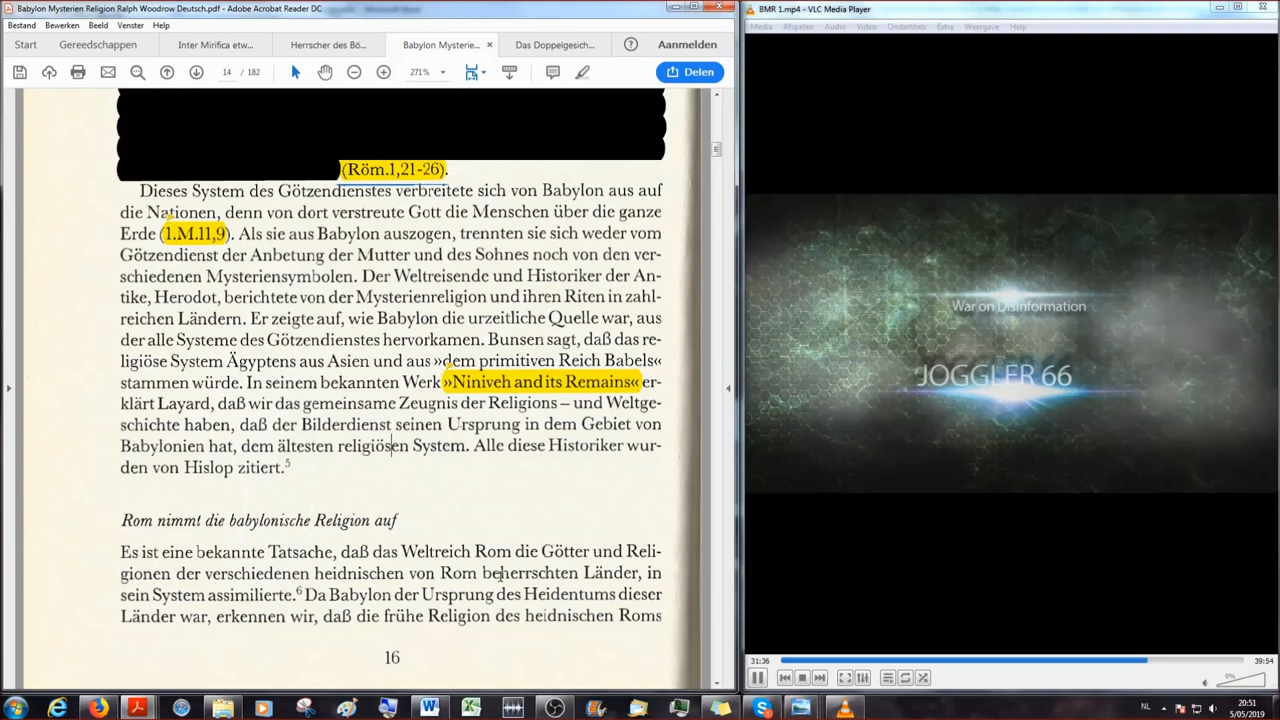 Babylon Mysterien Religion Ralph Woodrow Deutsch.pdf - Adobe Acrobat Reader DC
Bestand Bewerken Beeld Venster Help
Start Gereedschappen Inter Mirifica etw... Herrscher des Bö... Babylon Mysterie... × Das Doppelgesich... Aanmelden
14 / 182 271% Delen
(Röm.1,21-26).
Dieses System des Götzendienstes verbreitete sich von Babylon aus auf
die Nationen, denn von dort verstreute Gott die Menschen über die ganze
Erde (1.M.11,9). Als sie aus Babylon auszogen, trennten sie sich weder vom
Götzendienst der Anbetung der Mutter und des Sohnes noch von den ver-
schiedenen Mysteriensymbolen. Der Weltreisende und Historiker der An-
tike, Herodot, berichtete von der Mysterienreligion und ihren Riten in zahl-
reichen Ländern. Er zeigte auf, wie Babylon die urzeitliche Quelle war, aus
der alle Systeme des Götzendienstes hervorkamen. Bunsen sagt, daß das re-
ligiöse System Ägyptens aus Asien und aus »dem primitiven Reich Babels«
stammen würde. In seinem bekannten Werk »Niniveh and its Remains« er-
klärt Layard, daß wir das gemeinsame Zeugnis der Religions – und Weltge-
schichte haben, daß der Bilderdienst seinen Ursprung in dem Gebiet von
Babylonien hat, dem ältesten religiösen System. Alle diese Historiker wur-
den von Hislop zitiert.5
Rom nimmt die babylonische Religion auf
Es ist eine bekannte Tatsache, daß das Weltreich Rom die Götter und Reli-
gionen der verschiedenen heidnischen von Rom beherrschten Länder, in
sein System assimilierte.6 Da Babylon der Ursprung des Heidentums dieser
Länder war, erkennen wir, daß die frühe Religion des heidnischen Roms
16
BMR 1.mp4 - VLC Media Player
Media Afspelen Audio Video Ondertitels Extra Weergave Help
War on Disinformation
JOGGLER 66
31:36 39:54
0%
NL 20:51
5/05/2019